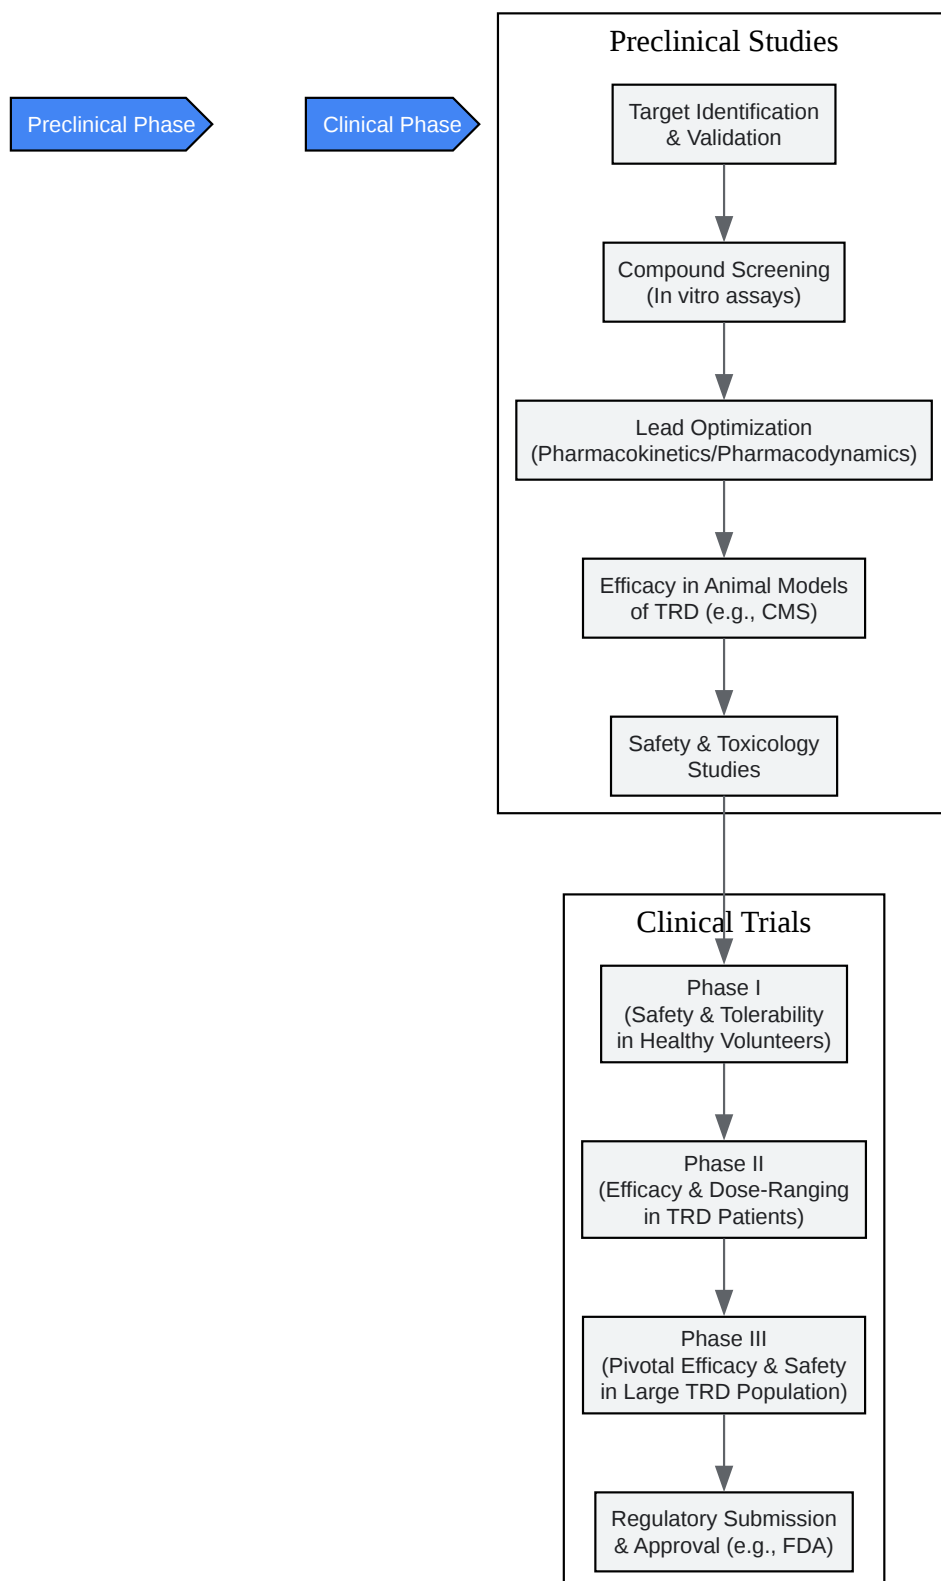 Preclinical Studies
Preclinical Phase
Clinical Phase
Target Identification
& Validation
Compound Screening
(In vitro assays)
Lead Optimization
(Pharmacokinetics/Pharmacodynamics)
Efficacy in Animal Models
of TRD (e.g., CMS)
Safety & Toxicology
Studies
Clinical Trials
Phase I
(Safety & Tolerability
in Healthy Volunteers)
Phase II
(Efficacy & Dose-Ranging
in TRD Patients)
Phase III
(Pivotal Efficacy & Safety
in Large TRD Population)
Regulatory Submission
& Approval (e.g., FDA)